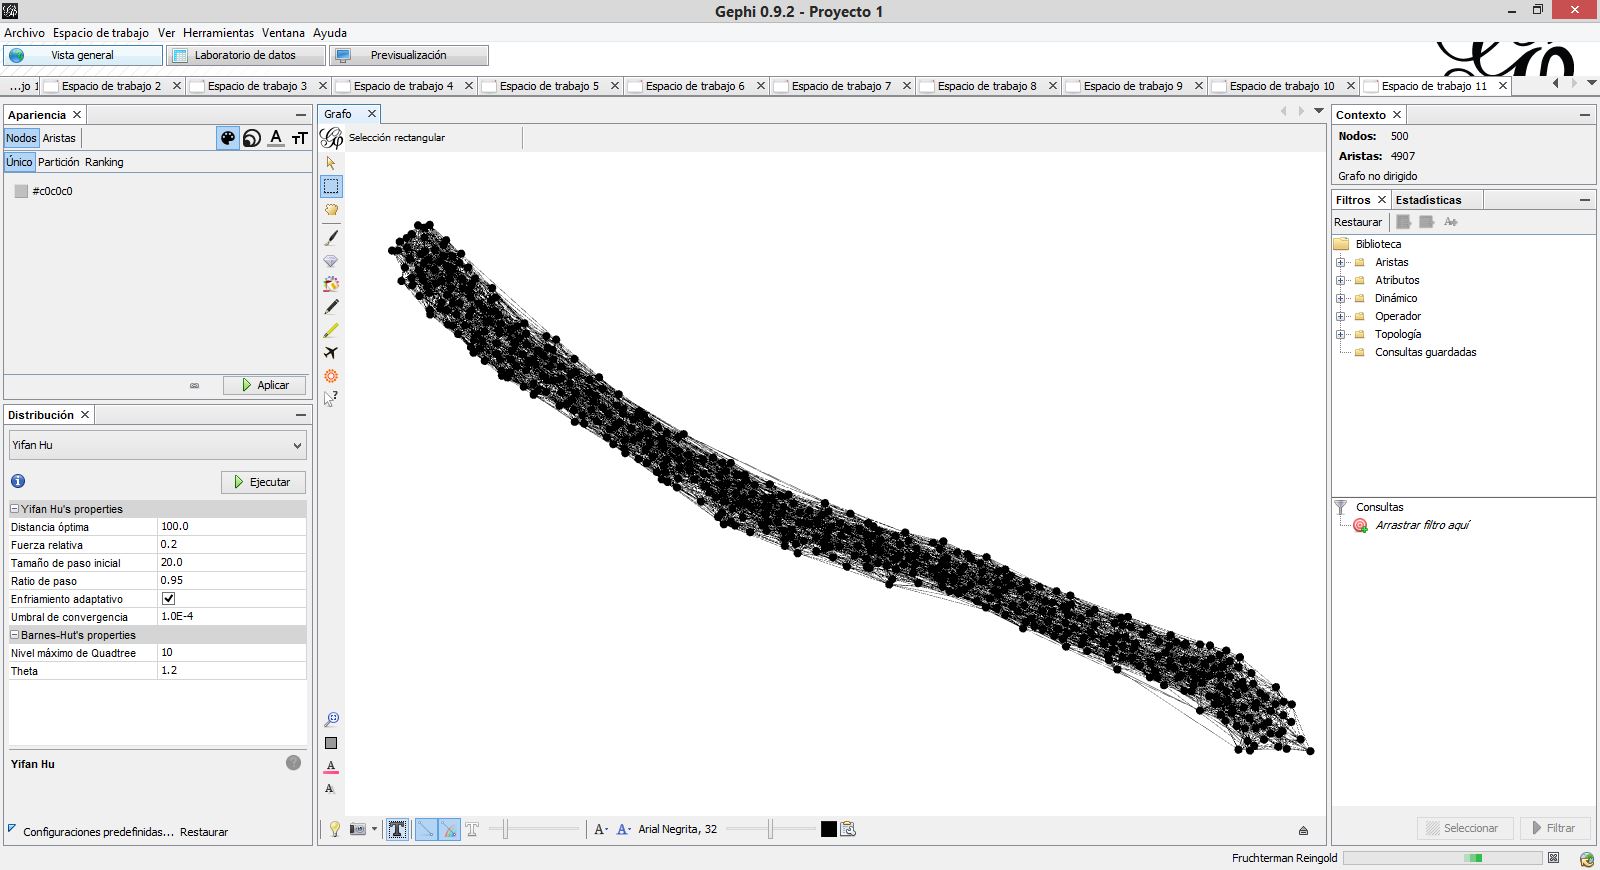 Gephi 0.9.2 - Proyecto 1
Archivo Espacio de trabajo Ver Herramientas Ventana Ayuda
Vista general Laboratorio de datos Previsualización
...jo 1 Espacio de trabajo 2 Espacio de trabajo 3 Espacio de trabajo 4 Espacio de trabajo 5 Espacio de trabajo 6 Espacio de trabajo 7 Espacio de trabajo 8 Espacio de trabajo 9 Espacio de trabajo 10 Espacio de trabajo 11
Apariencia
Nodos Aristas
Único Partición Ranking
#c0c0c0
Aplicar
Distribución
Yifan Hu
Ejecutar
Yifan Hu's properties
Distancia óptima 100.0
Fuerza relativa 0.2
Tamaño de paso inicial 20.0
Ratio de paso 0.95
Enfriamiento adaptativo
Umbral de convergencia 1.0E-4
Barnes-Hut's properties
Nivel máximo de Quadtree 10
Theta 1.2
Yifan Hu
Configuraciones predefinidas... Restaurar
Grafo
Selección rectangular
Arial Negrita, 32
Contexto
Nodos: 500
Aristas: 4907
Grafo no dirigido
Filtros Estadísticas
Restaurar
Biblioteca
Aristas
Atributos
Dinámico
Operador
Topología
Consultas guardadas
Consultas
Arrastrar filtro aquí
Seleccionar Filtrar
Fruchterman Reingold